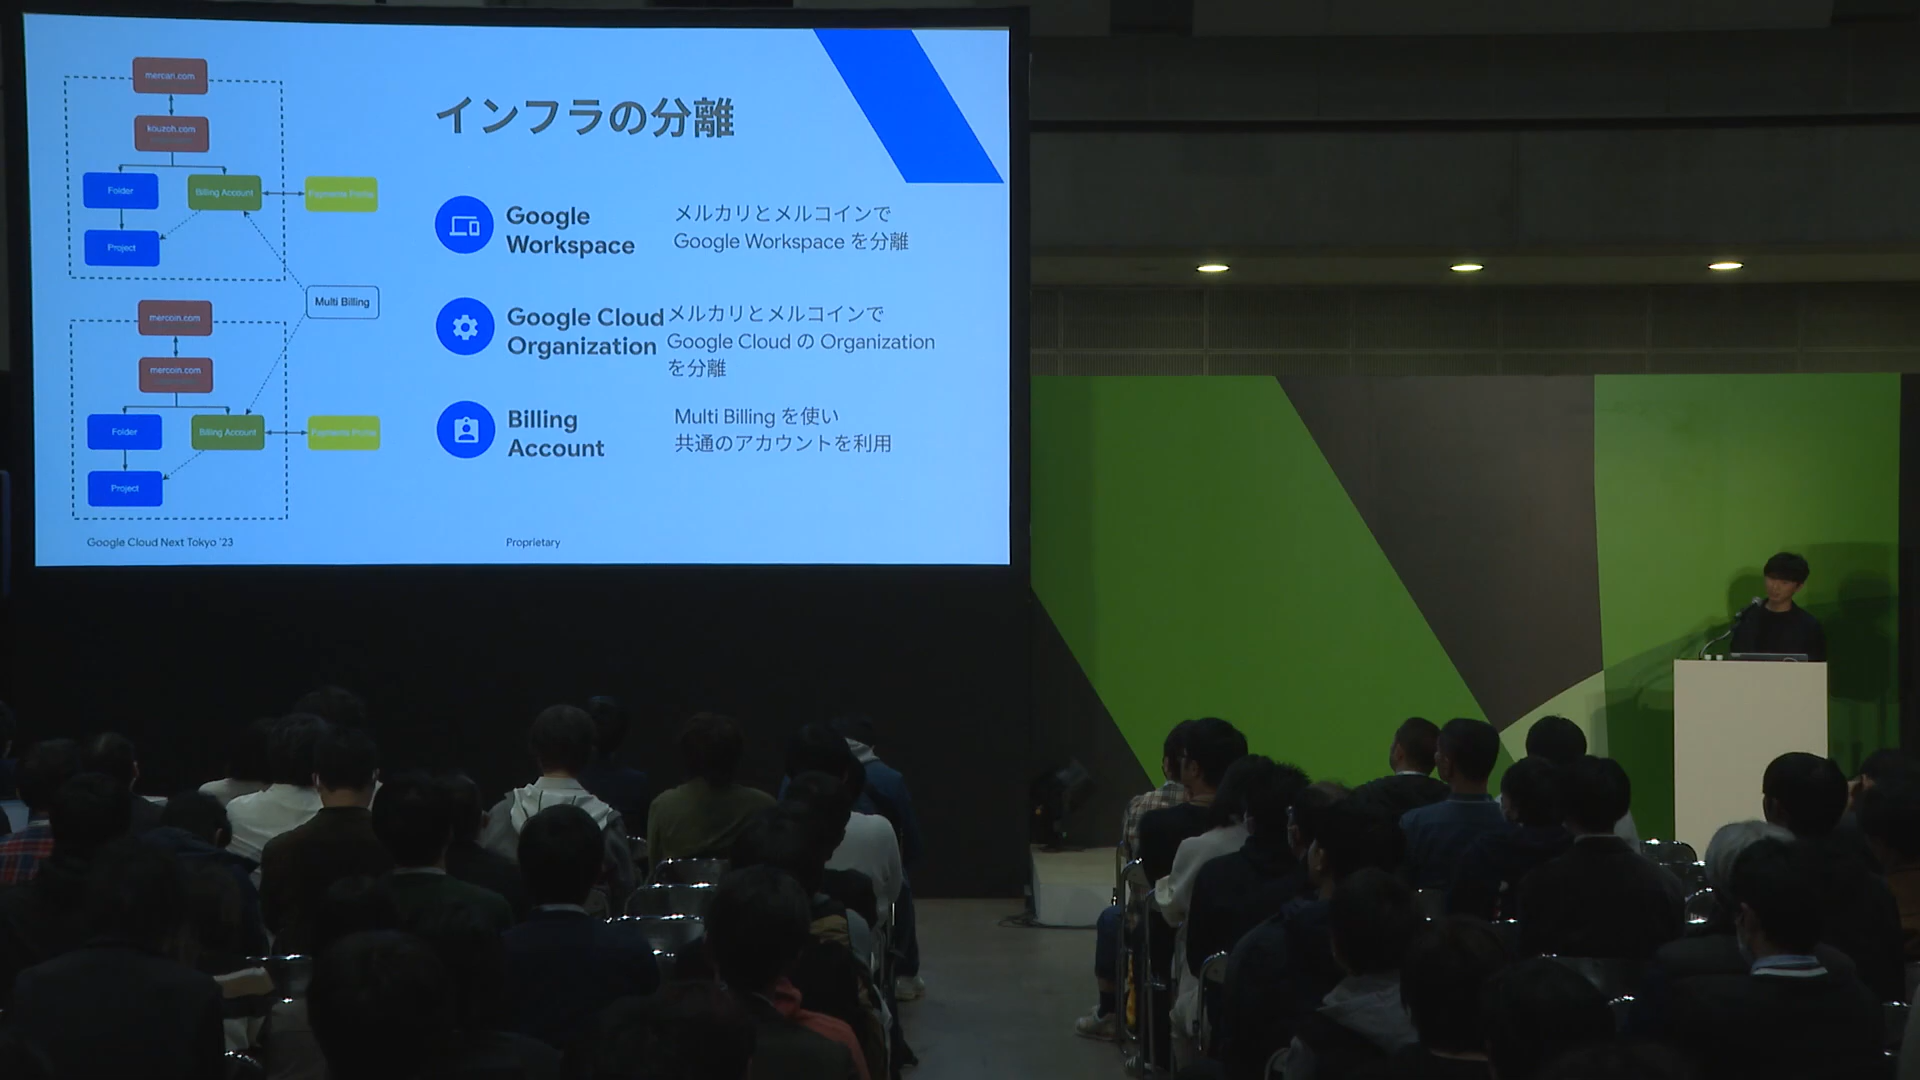 mercari.com
kouzoh.com
Folder
Billing Account
Payments Profile
Project
Multi Billing
mercoin.com
mercoin.com
Folder
Billing Account
Payments Profile
Project
インフラの分離
Google
Workspace
メルカリとメルコインで
Google Workspace を分離
Google Cloud
Organization
メルカリとメルコインで
Google Cloud の Organization
を分離
Billing
Account
Multi Billing を使い
共通のアカウントを利用
Google Cloud Next Tokyo '23
Proprietary